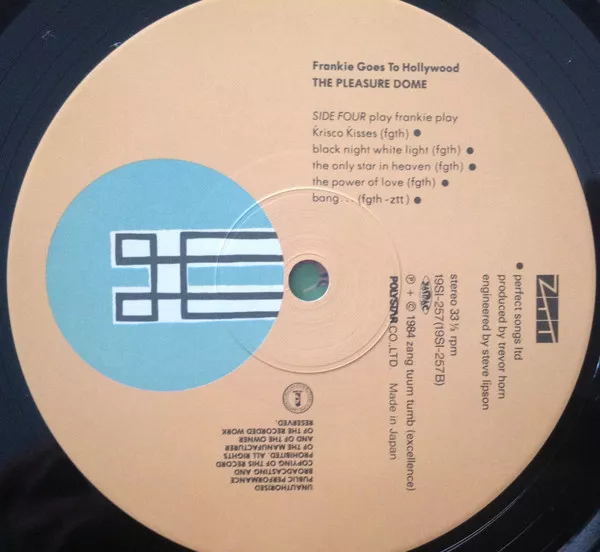 Frankie Goes To Hollywood
THE PLEASURE DOME
SIDE FOUR play frankie play
Krisco Kisses (fgth) ●
black night white light (fgth) ●
the only star in heaven (fgth) ●
the power of love (fgth) ●
bang... (fgth-ztt) ●
ZTT
● perfect songs ltd
produced by trevor horn
engineered by steve lipson
stereo 33⅓ rpm
19SI-257(19SI-257B)
℗ + © 1984 zang tuum tumb (excellence)
POLYSTAR CO.,LTD. Made in Japan
UNAUTHORISED
PUBLIC PERFORMANCE
BROADCASTING AND
COPYING OF THIS RECORD
PROHIBITED. ALL RIGHTS
OF THE MANUFACTURER
AND OF THE OWNER
OF THE RECORDED WORK
RESERVED.